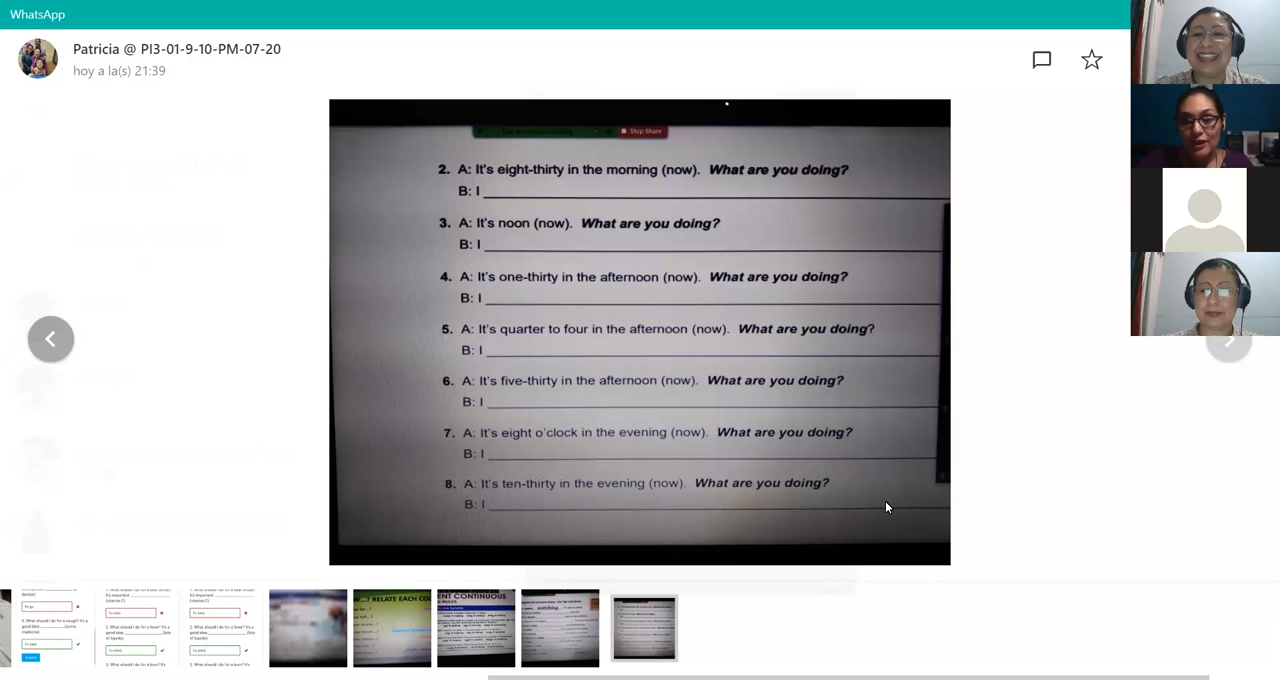 WhatsApp
Patricia @ PI3-01-9-10-PM-07-20
hoy a la(s) 21:39
Stop Share
2. A: It's eight-thirty in the morning (now). What are you doing?
B: I
3. A: It's noon (now). What are you doing?
B: I
4. A: It's one-thirty in the afternoon (now). What are you doing?
B: I
5. A: It's quarter to four in the afternoon (now). What are you doing?
B: I
6. A: It's five-thirty in the afternoon (now). What are you doing?
B: I
7. A: It's eight o'clock in the evening (now). What are you doing?
B: I
8. A: It's ten-thirty in the evening (now). What are you doing?
B: I